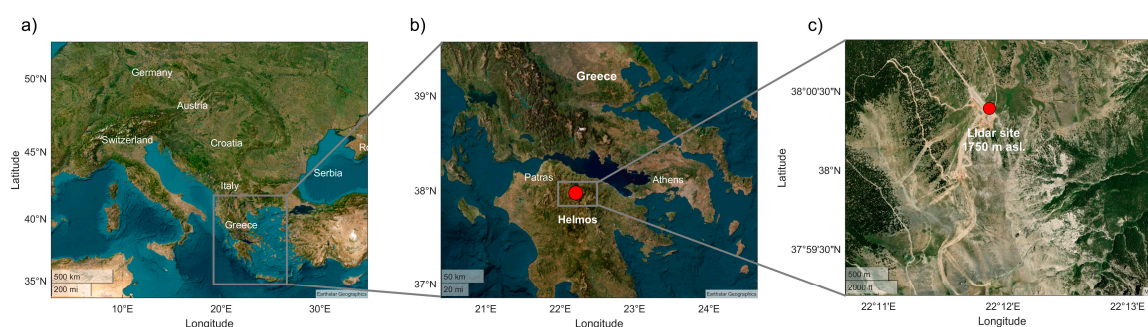 a)
50°N
45°N
40°N
35°N
Latitude
Germany
Austria
Switzerland
Croatia
Ro
Serbia
Italy
Greece
500 km
200 mi
Earthstar Geographics
10°E
20°E
30°E
Longitude
b)
39°N
38°N
37°N
Latitude
Greece
Patras
Athens
Helmos
50 km
20 mi
Earthstar Geographics
21°E
22°E
23°E
24°E
Longitude
c)
38°00'30"N
38°N
37°59'30"N
Latitude
Lidar site
1750 m asl.
500 m
2000 ft
22°11'E
22°12'E
22°13'E
Longitude